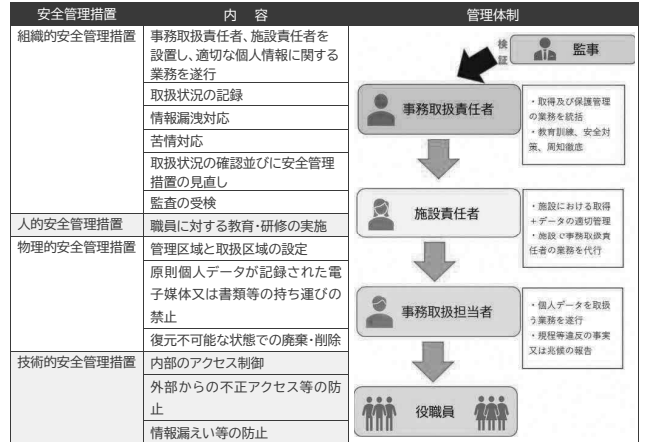 安全管理措置 内 容 管理体制
組織的安全管理措置
事務取扱責任者、施設責任者を
設置し、適切な個人情報に関する
業務を遂行
取扱状況の記録
情報漏洩対応
苦情対応
取扱状況の確認並びに安全管理
措置の見直し
監査の受検
人的安全管理措置
職員に対する教育・研修の実施
物理的安全管理措置
管理区域と取扱区域の設定
原則個人データが記録された電
子媒体又は書類等の持ち運びの
禁止
復元不可能な状態での廃棄・削除
技術的安全管理措置
内部のアクセス制御
外部からの不正アクセス等の防
止
情報漏えい等の防止
検証
監事
事務取扱責任者
・取得及び保護管理
の業務を統括
・教育訓練、安全対
策、周知徹底
施設責任者
・施設における取得
＋データの適切管理
・施設で事務取扱責
任者の業務を代行
事務取扱担当者
・個人データを取扱
う業務を遂行
・規程等違反の事実
又は兆候の報告
役職員